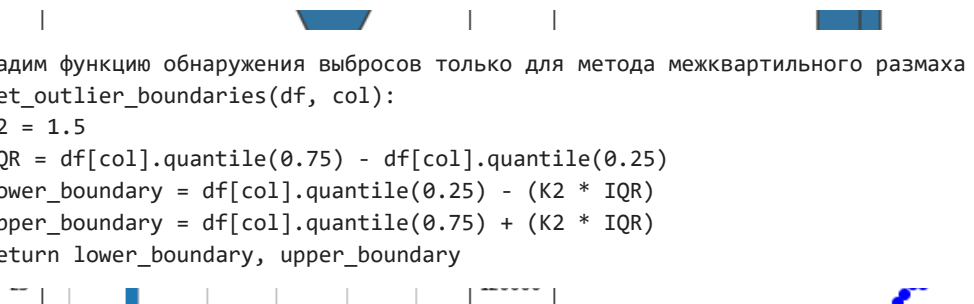 адим функцию обнаружения выбросов только для метода межквартильного размаха
et_outlier_boundaries(df, col):
2 = 1.5
QR = df[col].quantile(0.75) - df[col].quantile(0.25)
ower_boundary = df[col].quantile(0.25) - (K2 * IQR)
pper_boundary = df[col].quantile(0.75) + (K2 * IQR)
eturn lower_boundary, upper_boundary